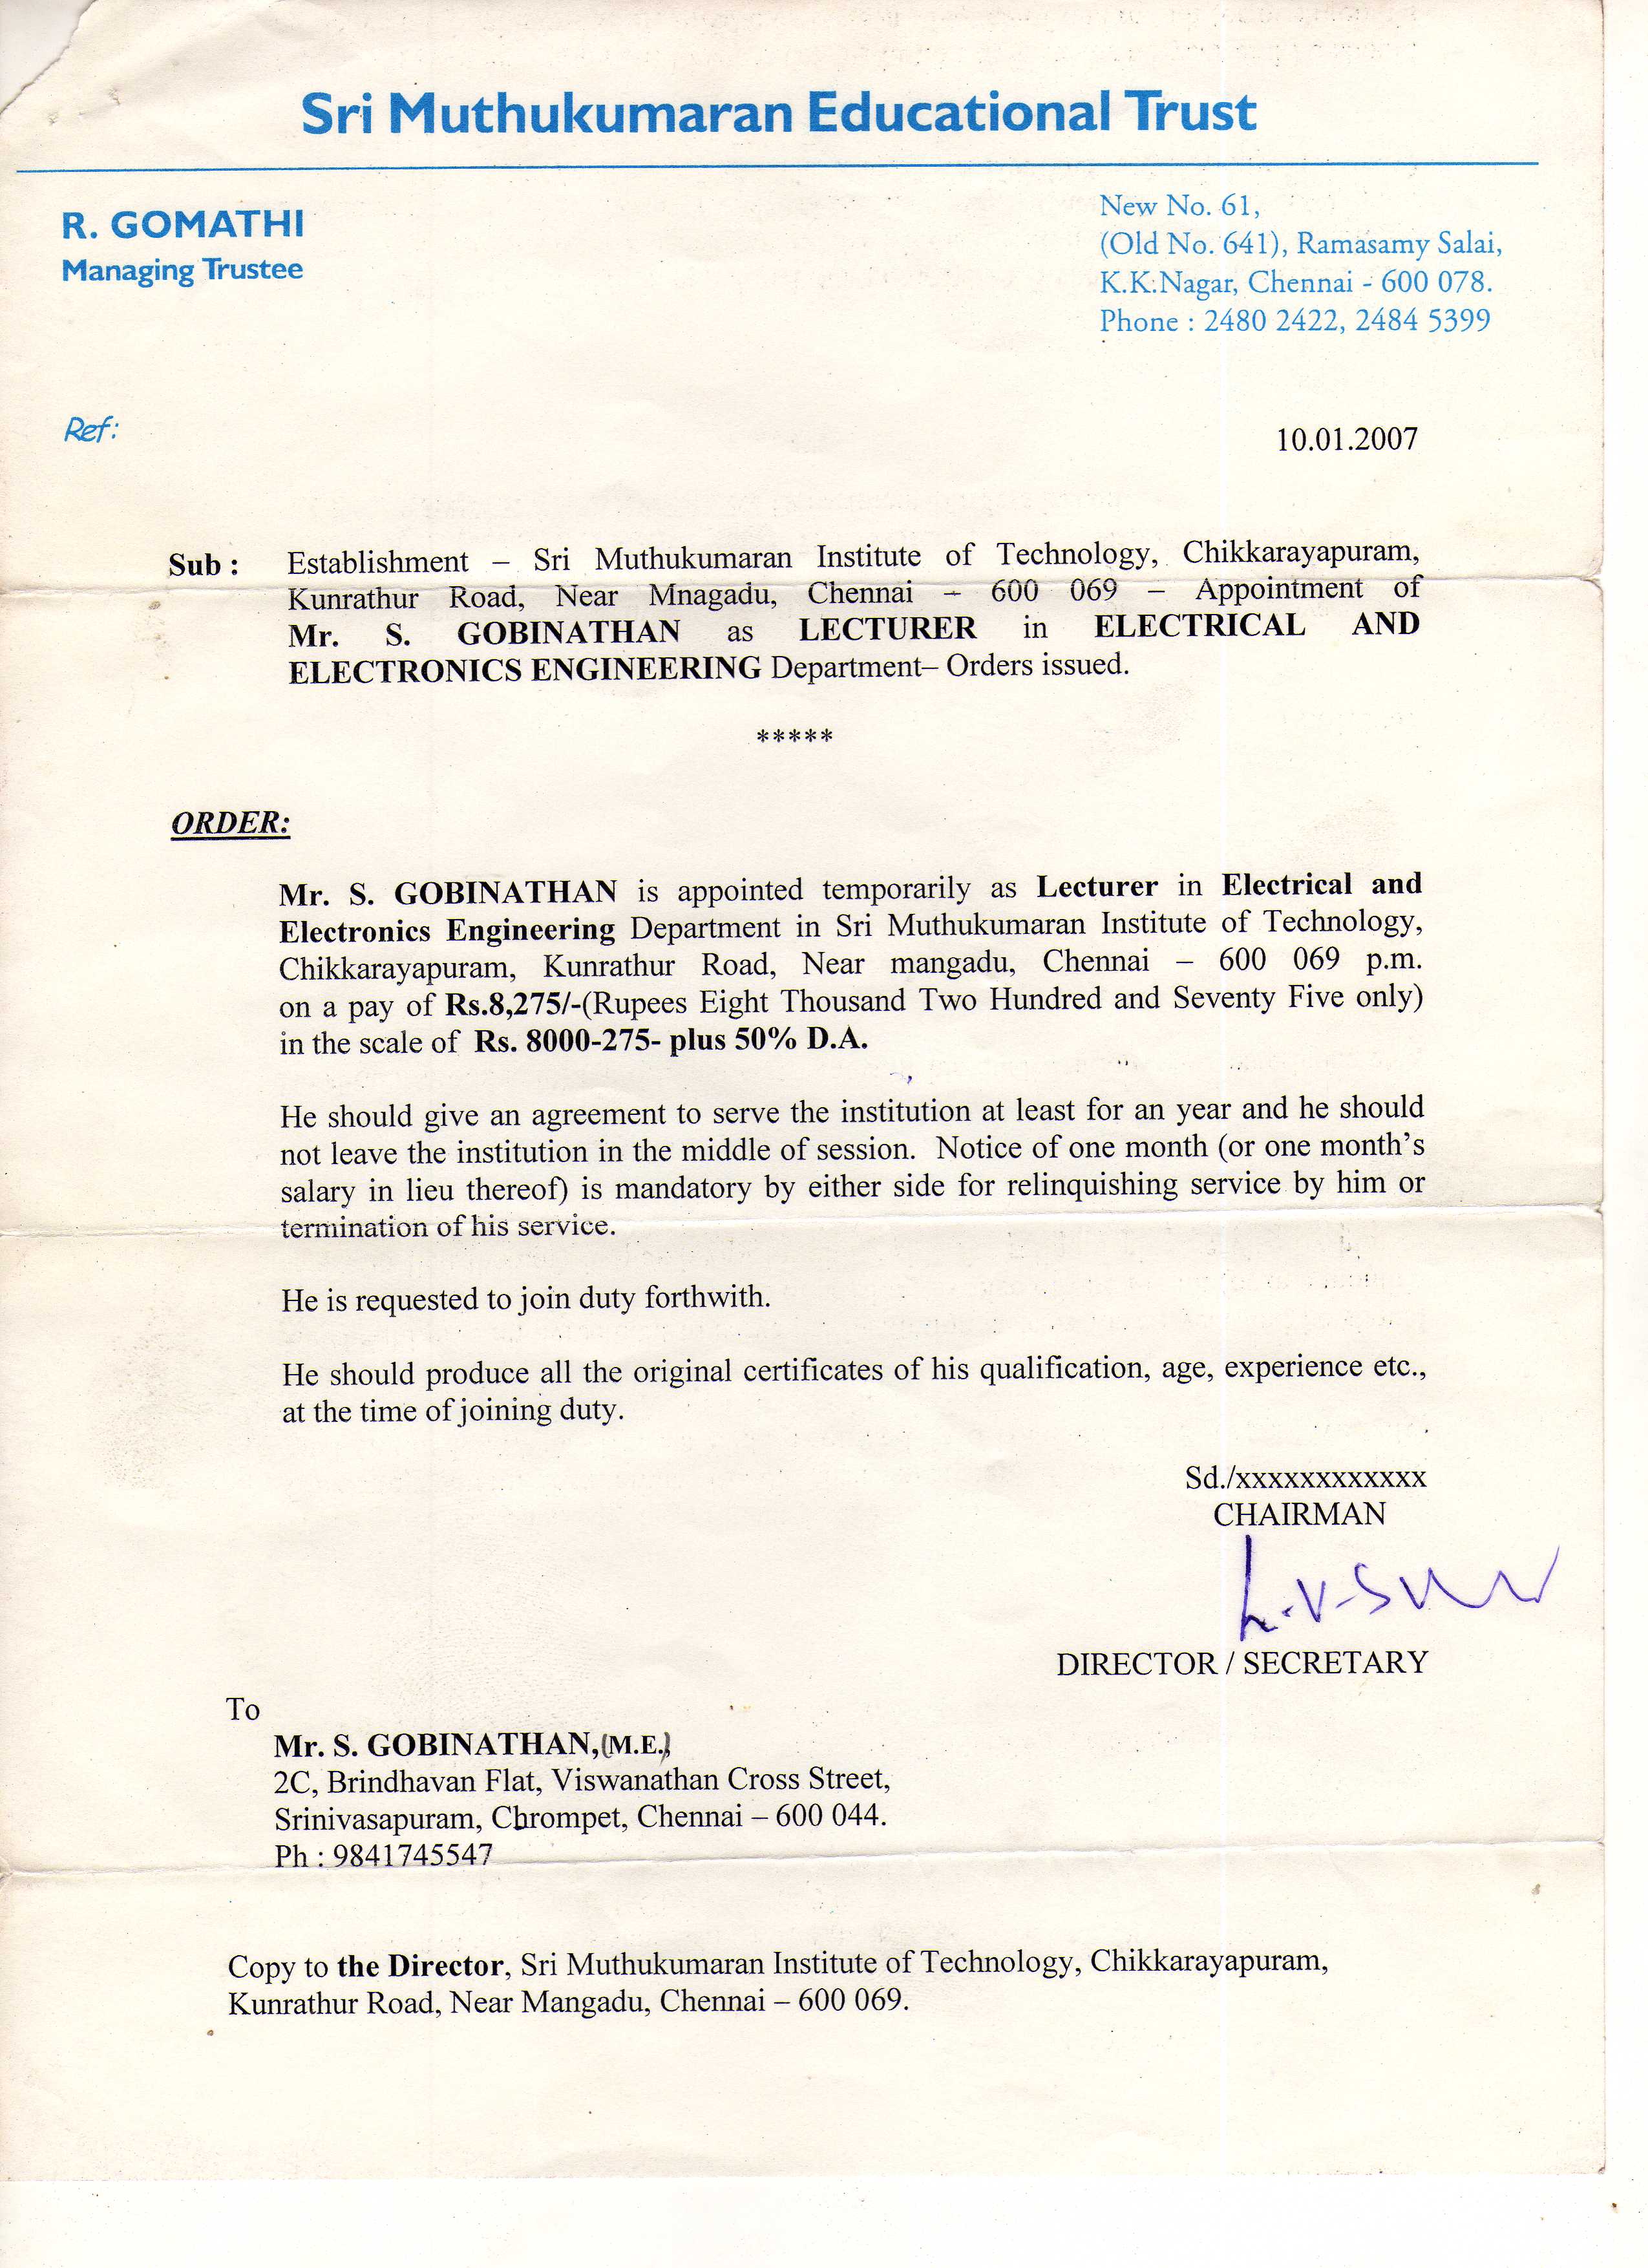 Sri Muthukumaran Educational Trust
R. GOMATHI
Managing Trustee
New No. 61,
(Old No. 641), Ramasamy Salai,
K.K.Nagar, Chennai - 600 078.
Phone : 2480 2422, 2484 5399
Ref:
10.01.2007
Sub : Establishment – Sri Muthukumaran Institute of Technology, Chikkarayapuram,
Kunrathur Road, Near Mnagadu, Chennai – 600 069 – Appointment of
Mr. S. GOBINATHAN as LECTURER in ELECTRICAL AND
ELECTRONICS ENGINEERING Department– Orders issued.
*****
ORDER:
Mr. S. GOBINATHAN is appointed temporarily as Lecturer in Electrical and
Electronics Engineering Department in Sri Muthukumaran Institute of Technology,
Chikkarayapuram, Kunrathur Road, Near mangadu, Chennai – 600 069 p.m.
on a pay of Rs.8,275/-(Rupees Eight Thousand Two Hundred and Seventy Five only)
in the scale of Rs. 8000-275- plus 50% D.A.
He should give an agreement to serve the institution at least for an year and he should
not leave the institution in the middle of session. Notice of one month (or one month's
salary in lieu thereof) is mandatory by either side for relinquishing service by him or
termination of his service.
He is requested to join duty forthwith.
He should produce all the original certificates of his qualification, age, experience etc.,
at the time of joining duty.
Sd./xxxxxxxxxxxx
CHAIRMAN
DIRECTOR / SECRETARY
To
Mr. S. GOBINATHAN,(M.E.)
2C, Brindhavan Flat, Viswanathan Cross Street,
Srinivasapuram, Chrompet, Chennai – 600 044.
Ph : 9841745547
Copy to the Director, Sri Muthukumaran Institute of Technology, Chikkarayapuram,
Kunrathur Road, Near Mangadu, Chennai – 600 069.